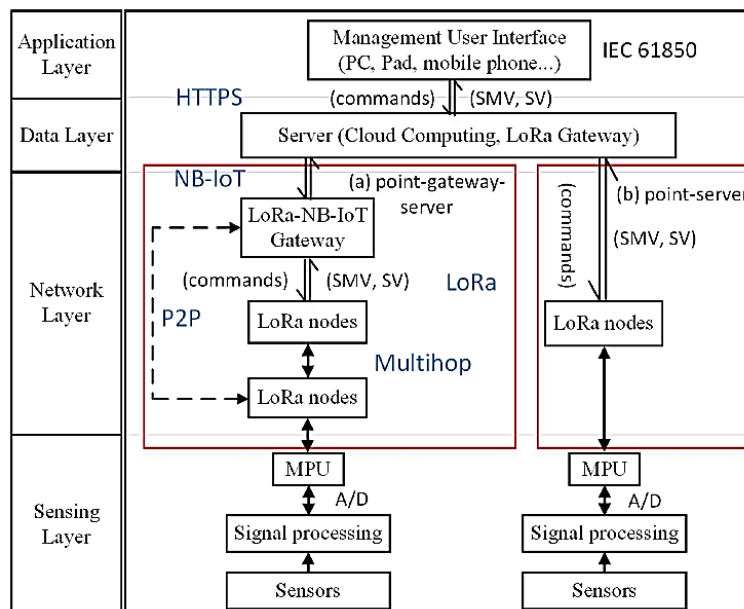 Application
Layer
Management User Interface
(PC, Pad, mobile phone...)
IEC 61850
HTTPS
(commands)
(SMV, SV)
Data Layer
Server (Cloud Computing, LoRa Gateway)
NB-IoT
(a) point-gateway-
server
(b) point-server
LoRa-NB-IoT
Gateway
(commands)
(SMV, SV)
Network
Layer
(commands)
(SMV, SV)
LoRa
P2P
LoRa nodes
LoRa nodes
Multihop
LoRa nodes
MPU
MPU
A/D
A/D
Sensing
Layer
Signal processing
Signal processing
Sensors
Sensors